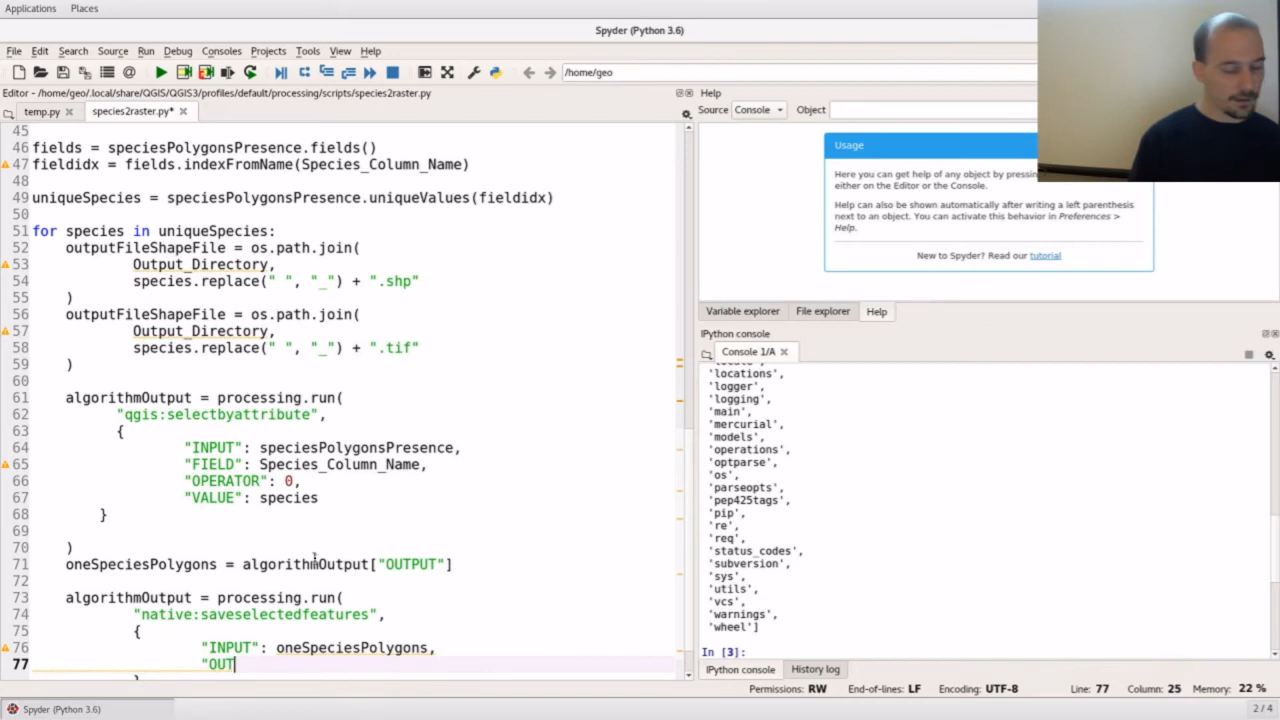 Applications Places
Spyder (Python 3.6)
File Edit Search Source Run Debug Consoles Projects Tools View Help
/home/geo
Editor - /home/geo/.local/share/QGIS/QGIS3/profiles/default/processing/scripts/species2raster.py
Help
temp.py species2raster.py*
Source Console Object
45
46 fields = speciesPolygonsPresence.fields()
47 fieldidx = fields.indexFromName(Species_Column_Name)
48
49 uniqueSpecies = speciesPolygonsPresence.uniqueValues(fieldidx)
50
51 for species in uniqueSpecies:
52 outputFileShapeFile = os.path.join(
53 Output_Directory,
54 species.replace(" ", "_") + ".shp"
55 )
56 outputFileShapeFile = os.path.join(
57 Output_Directory,
58 species.replace(" ", "_") + ".tif"
59 )
60
61 algorithmOutput = processing.run(
62 "qgis:selectbyattribute",
63 {
64 "INPUT": speciesPolygonsPresence,
65 "FIELD": Species_Column_Name,
66 "OPERATOR": 0,
67 "VALUE": species
68 }
69
70 )
71 oneSpeciesPolygons = algorithmOutput["OUTPUT"]
72
73 algorithmOutput = processing.run(
74 "native:saveselectedfeatures",
75 {
76 "INPUT": oneSpeciesPolygons,
77 "OUT
Usage
Here you can get help of any object by pressing
either on the Editor or the Console.
Help can also be shown automatically after writing a left parenthesis
next to an object. You can activate this behavior in Preferences >
Help.
New to Spyder? Read our tutorial
Variable explorer File explorer Help
IPython console
Console 1/A
'locations',
'logger',
'logging',
'main',
'mercurial',
'models',
'operations',
'optparse',
'os',
'parseopts',
'pep425tags',
'pip',
're',
'req',
'status_codes',
'subversion',
'sys',
'utils',
'vcs',
'warnings',
'wheel']
In [3]:
IPython console History log
Permissions: RW End-of-lines: LF Encoding: UTF-8 Line: 77 Column: 25 Memory: 22 %
Spyder (Python 3.6)
2 / 4